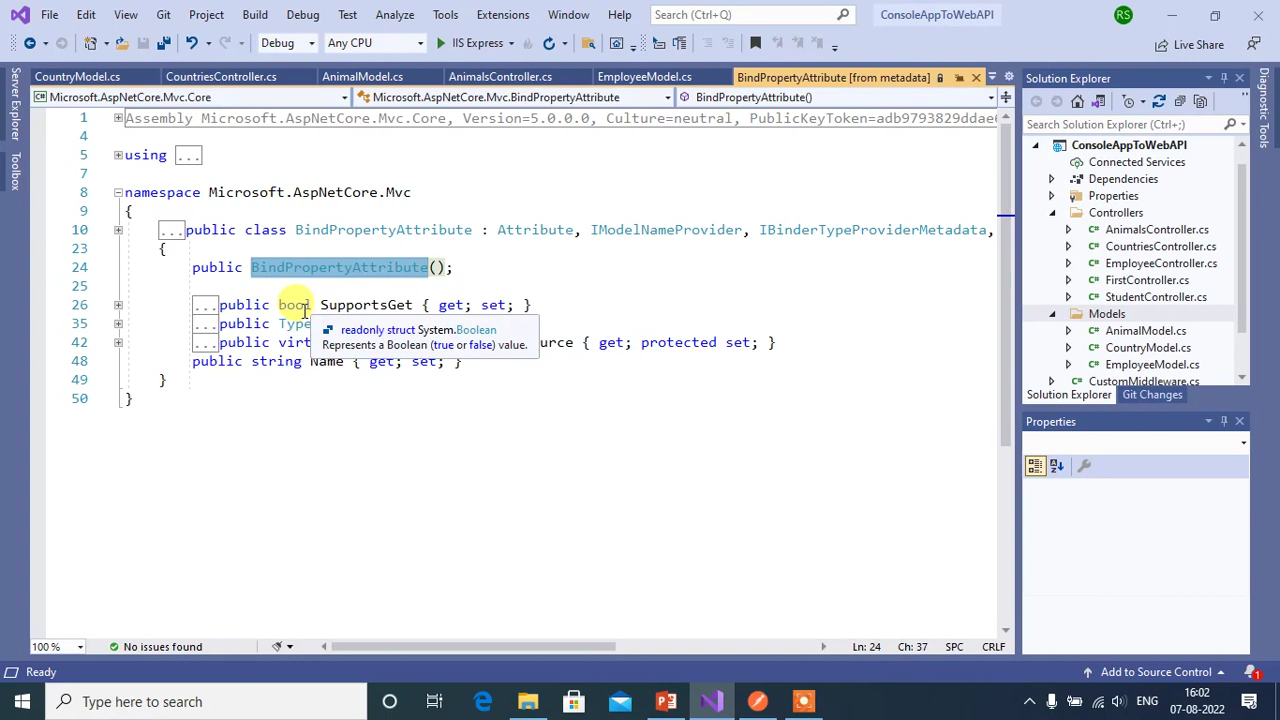 File Edit View Git Project Build Debug Test Analyze Tools Extensions Window Help Search (Ctrl+Q) ConsoleAppToWebAPI RS
Debug Any CPU IIS Express Live Share
CountryModel.cs CountriesController.cs AnimalModel.cs AnimalsController.cs EmployeeModel.cs BindPropertyAttribute [from metadata]
Microsoft.AspNetCore.Mvc.Core Microsoft.AspNetCore.Mvc.BindPropertyAttribute BindPropertyAttribute()
Server Explorer
Toolbox
1 Assembly Microsoft.AspNetCore.Mvc.Core, Version=5.0.0.0, Culture=neutral, PublicKeyToken=adb9793829ddae6
4
5 using ...
7
8 namespace Microsoft.AspNetCore.Mvc
9 {
10 ...public class BindPropertyAttribute : Attribute, IModelNameProvider, IBinderTypeProviderMetadata,
23 {
24 public BindPropertyAttribute();
25
26 ...public bool SupportsGet { get; set; }
35 ...public Type
42 ...public virt ource { get; protected set; }
48 public string Name { get; set; }
49 }
50 }
readonly struct System.Boolean
Represents a Boolean (true or false) value.
100 % No issues found Ln: 24 Ch: 37 SPC CRLF
Solution Explorer
Search Solution Explorer (Ctrl+;)
ConsoleAppToWebAPI
Connected Services
Dependencies
Properties
Controllers
AnimalsController.cs
CountriesController.cs
EmployeeController.cs
FirstController.cs
StudentController.cs
Models
AnimalModel.cs
CountryModel.cs
EmployeeModel.cs
CustomMiddleware.cs
Solution Explorer Git Changes
Properties
Diagnostic Tools
Ready Add to Source Control 1
Type here to search ENG 16:02
07-08-2022